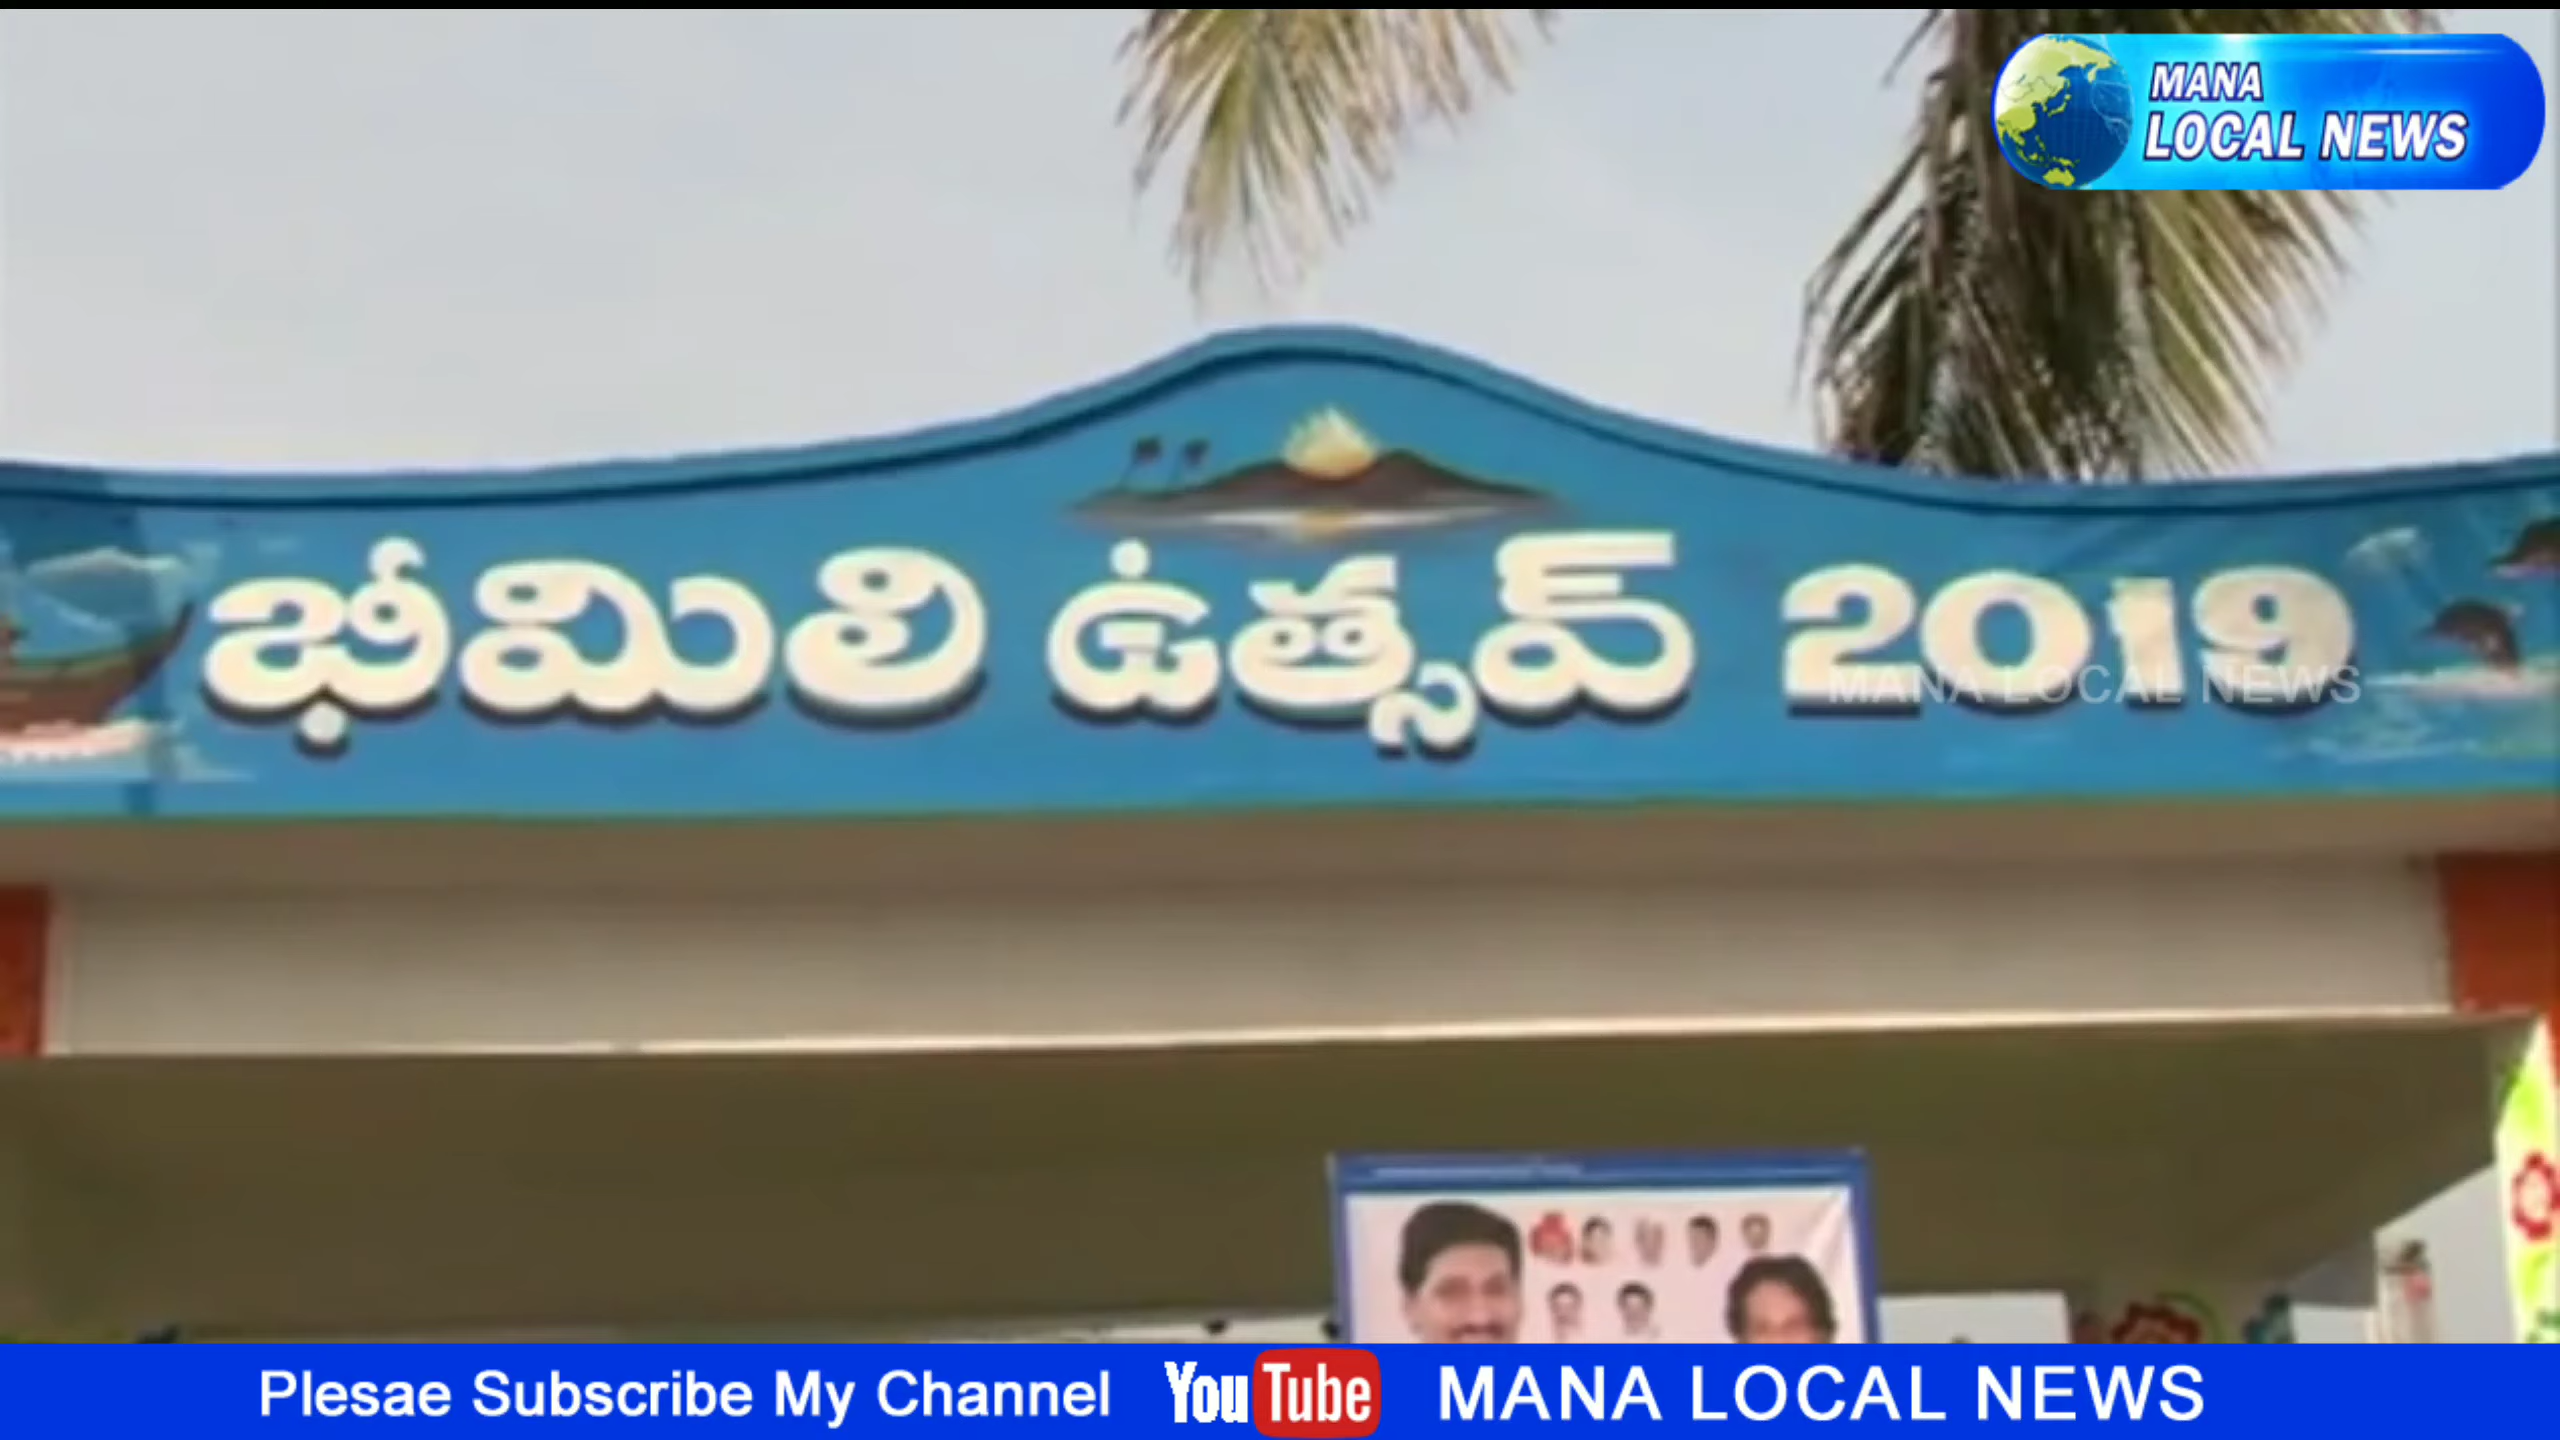 MANA
LOCAL NEWS
భీమిలి ఉత్సవ్ 2019
MANA LOCAL NEWS
Plesae Subscribe My Channel YouTube MANA LOCAL NEWS